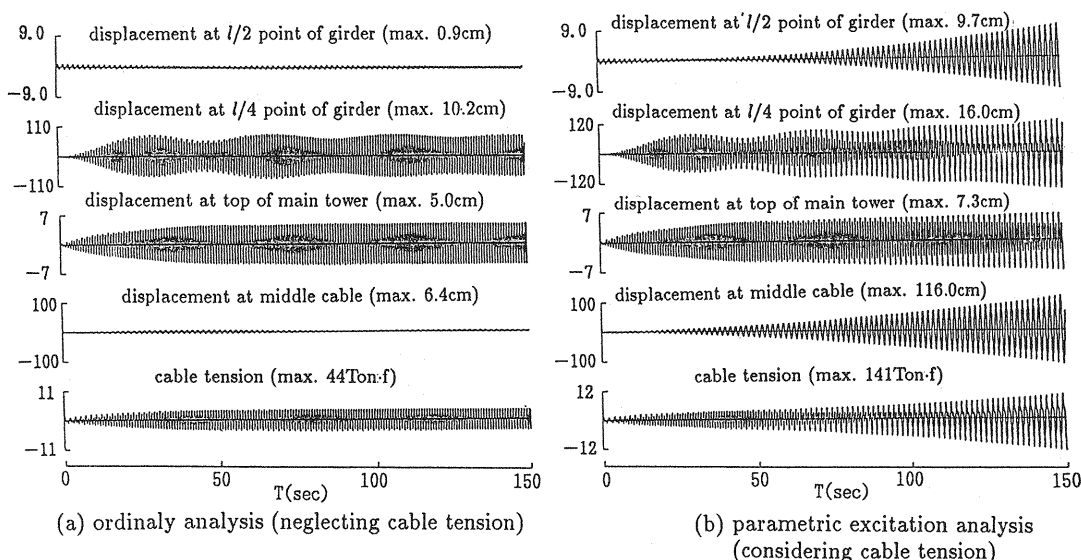 displacement at l/2 point of girder (max. 0.9cm)
9.0
−9.0
displacement at l/4 point of girder (max. 10.2cm)
110
−110
displacement at top of main tower (max. 5.0cm)
7
−7
displacement at middle cable (max. 6.4cm)
100
−100
cable tension (max. 44Ton·f)
11
−11
0 50 100 150
T(sec)
(a) ordinaly analysis (neglecting cable tension)
displacement at l/2 point of girder (max. 9.7cm)
9.0
−9.0
displacement at l/4 point of girder (max. 16.0cm)
120
−120
displacement at top of main tower (max. 7.3cm)
7
−7
displacement at middle cable (max. 116.0cm)
100
−100
cable tension (max. 141Ton·f)
12
−12
0 50 100 150
T(sec)
(b) parametric excitation analysis
(considering cable tension)